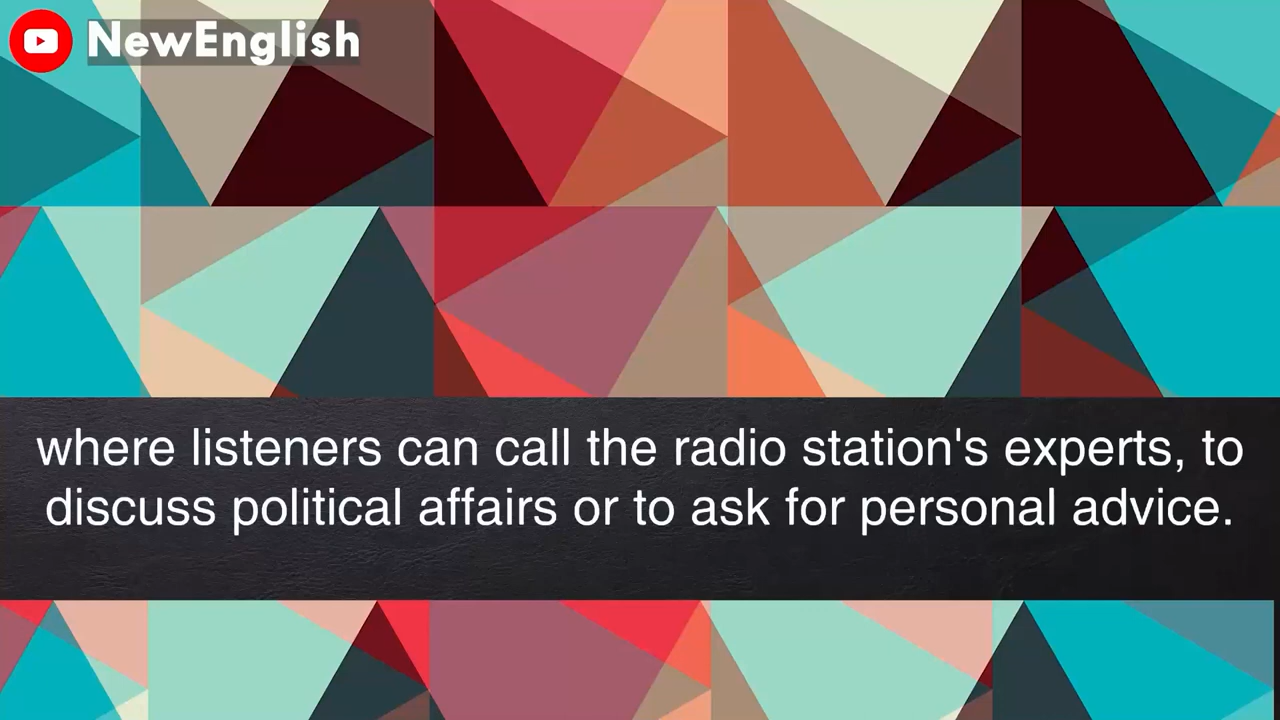 NewEnglish
where listeners can call the radio station's experts, to
discuss political affairs or to ask for personal advice.